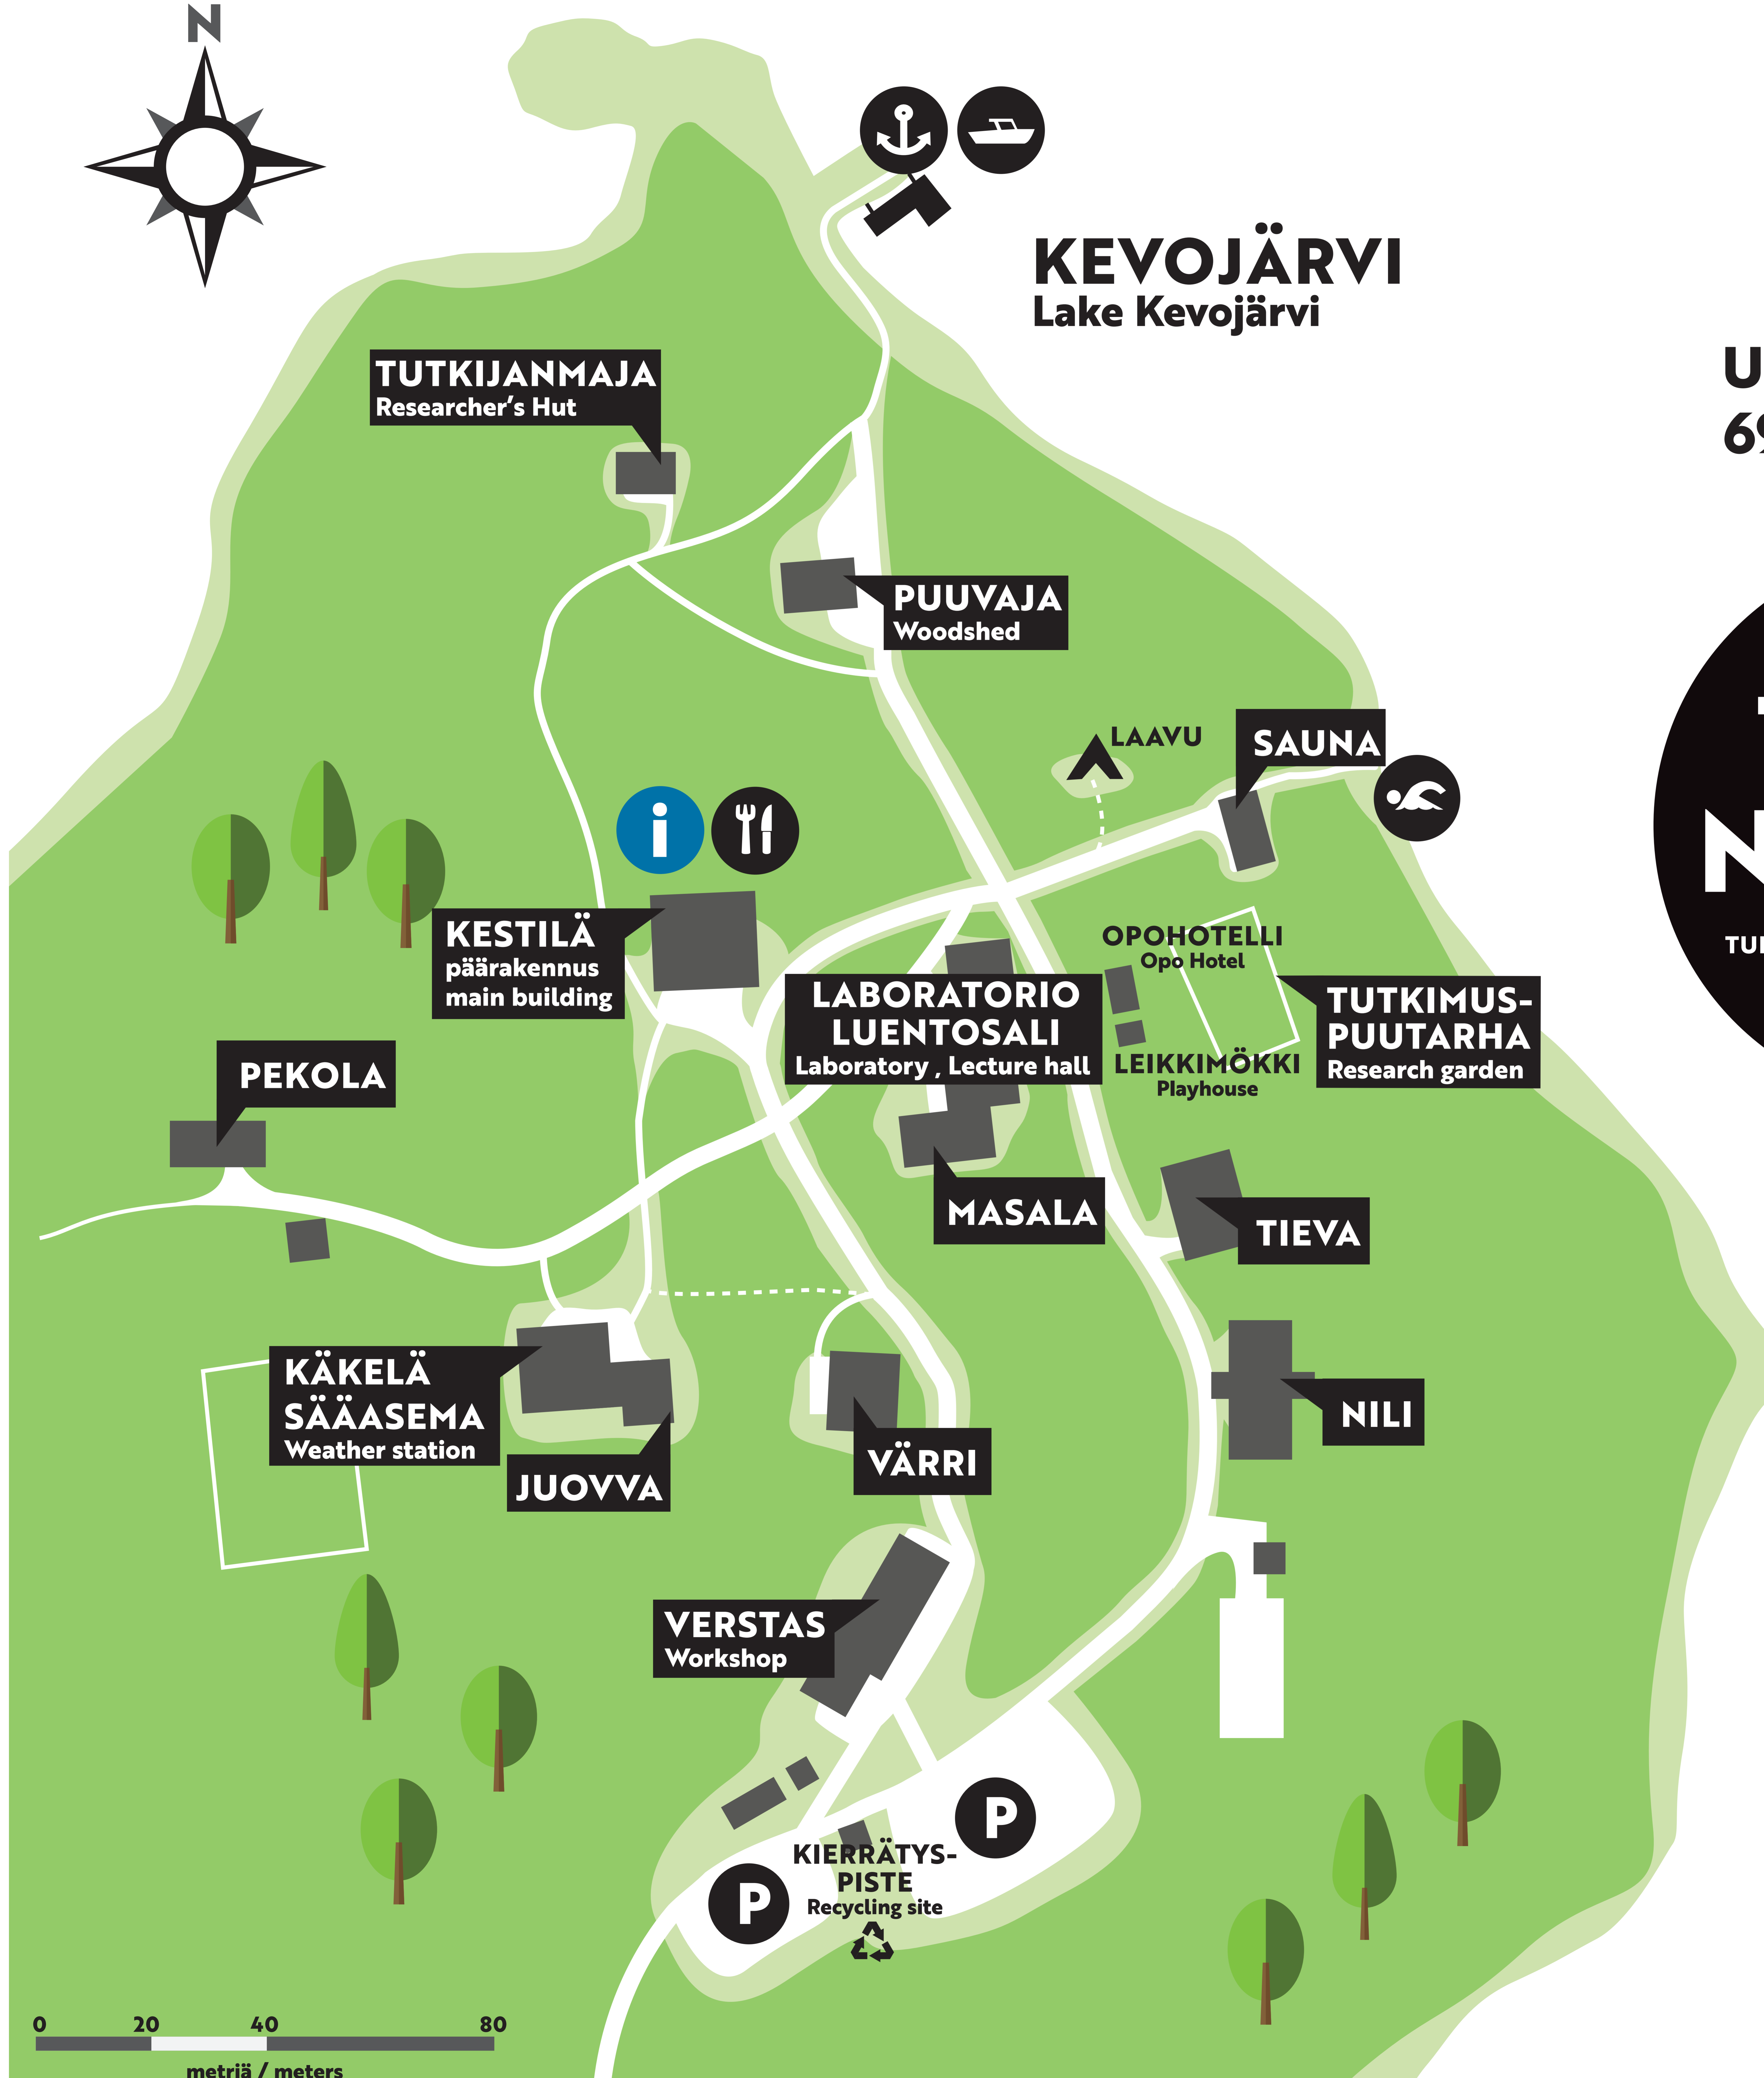 N
KEVOJÄRVI
Lake Kevojärvi
TUTKIJANMAJA
Researcher's Hut
PUUVAJA
Woodshed
LAAVU
SAUNA
i
KESTILÄ
päärakennus
main building
OPOHOTELLI
Opo Hotel
LABORATORIO
LUENTOSALI
Laboratory , Lecture hall
TUTKIMUS-
PUUTARHA
Research garden
LEIKKIMÖKKI
Playhouse
PEKOLA
MASALA
TIEVA
KÄKELÄ
SÄÄASEMA
Weather station
NILI
VÄRRI
JUOVVA
VERSTAS
Workshop
P
KIERRÄTYS-
PISTE
Recycling site
P
0 20 40 80
metriä / meters